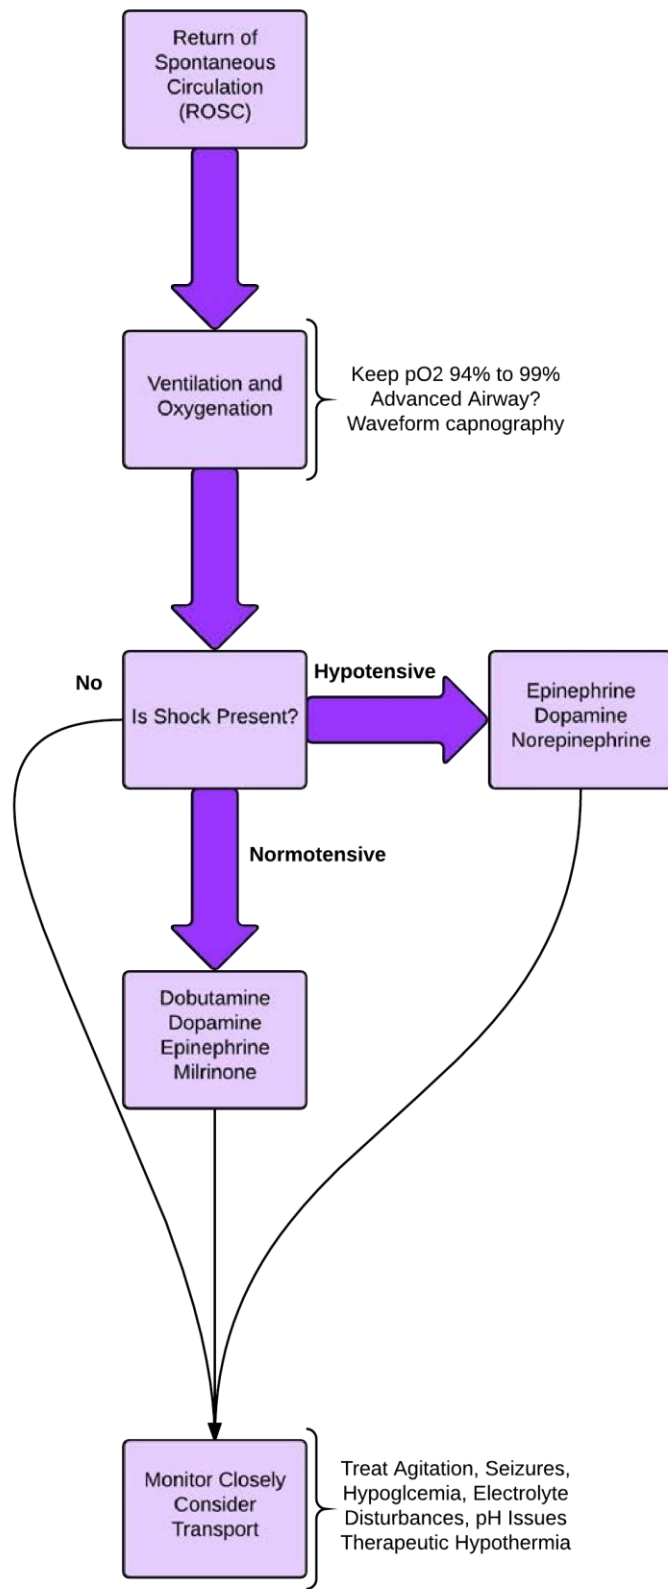 Return of
Spontaneous
Circulation
(ROSC)
Ventilation and
Oxygenation
Keep pO2 94% to 99%
Advanced Airway?
Waveform capnography
No
Is Shock Present?
Hypotensive
Epinephrine
Dopamine
Norepinephrine
Normotensive
Dobutamine
Dopamine
Epinephrine
Milrinone
Monitor Closely
Consider
Transport
Treat Agitation, Seizures,
Hypoglcemia, Electrolyte
Disturbances, pH Issues
Therapeutic Hypothermia